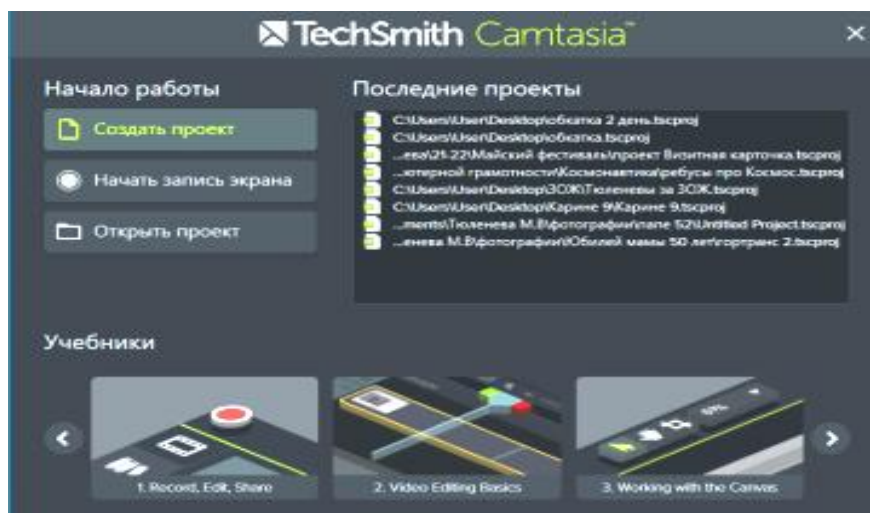 TechSmith Camtasia™
Начало работы
Создать проект
Начать запись экрана
Открыть проект
Последние проекты
C:\Users\User\Desktop\обкатка 2 день.tscproj
C:\Users\User\Desktop\обкатка.tscproj
...ева\21-22\Майский фестиваль\проект Визитная карточка.tscproj
...ютерной грамотности\Космонавтика\ребусы про Космос.tscproj
C:\Users\User\Desktop\ЗОЖ\Тюленевы за ЗОЖ.tscproj
C:\Users\User\Desktop\Карине 9\Карине 9.tscproj
...ments\Тюленева М.В\фотографии\папе 52\Untitled Project.tscproj
...енева М.В\фотографии\Юбилей мамы 50 лет\гортранс 2.tscproj
Учебники
1. Record, Edit, Share
2. Video Editing Basics
3. Working with the Canvas